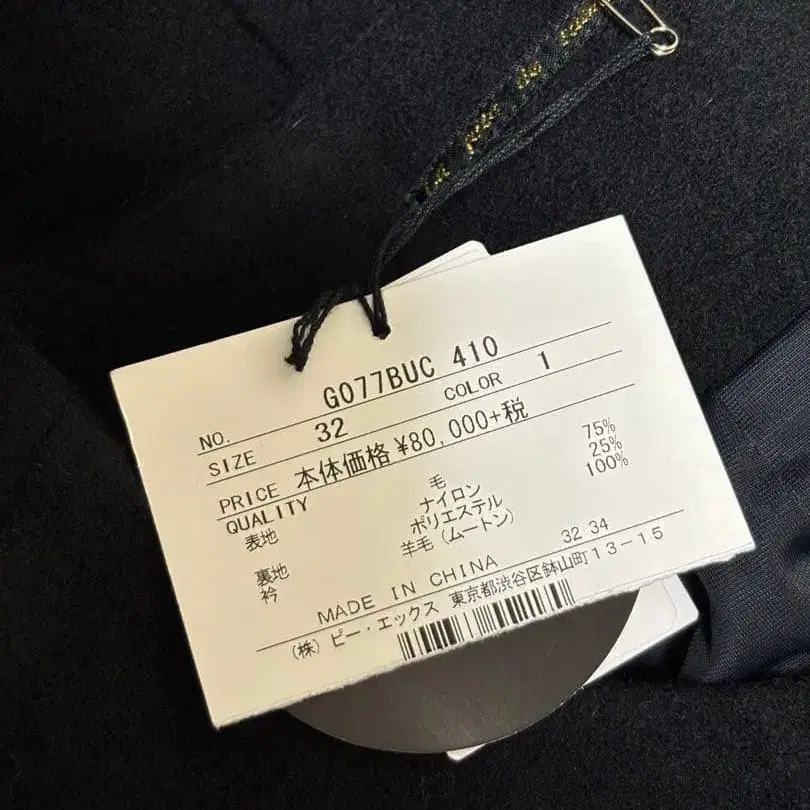 NO. G077BUC 410
SIZE 32 COLOR 1
PRICE 本体価格 ¥80,000+税
QUALITY
表地 毛 75%
ナイロン 25%
裏地 ポリエステル 100%
衿 羊毛(ムートン)
32 34
MADE IN CHINA
(株) ピー・エックス 東京都渋谷区鉢山町13-15